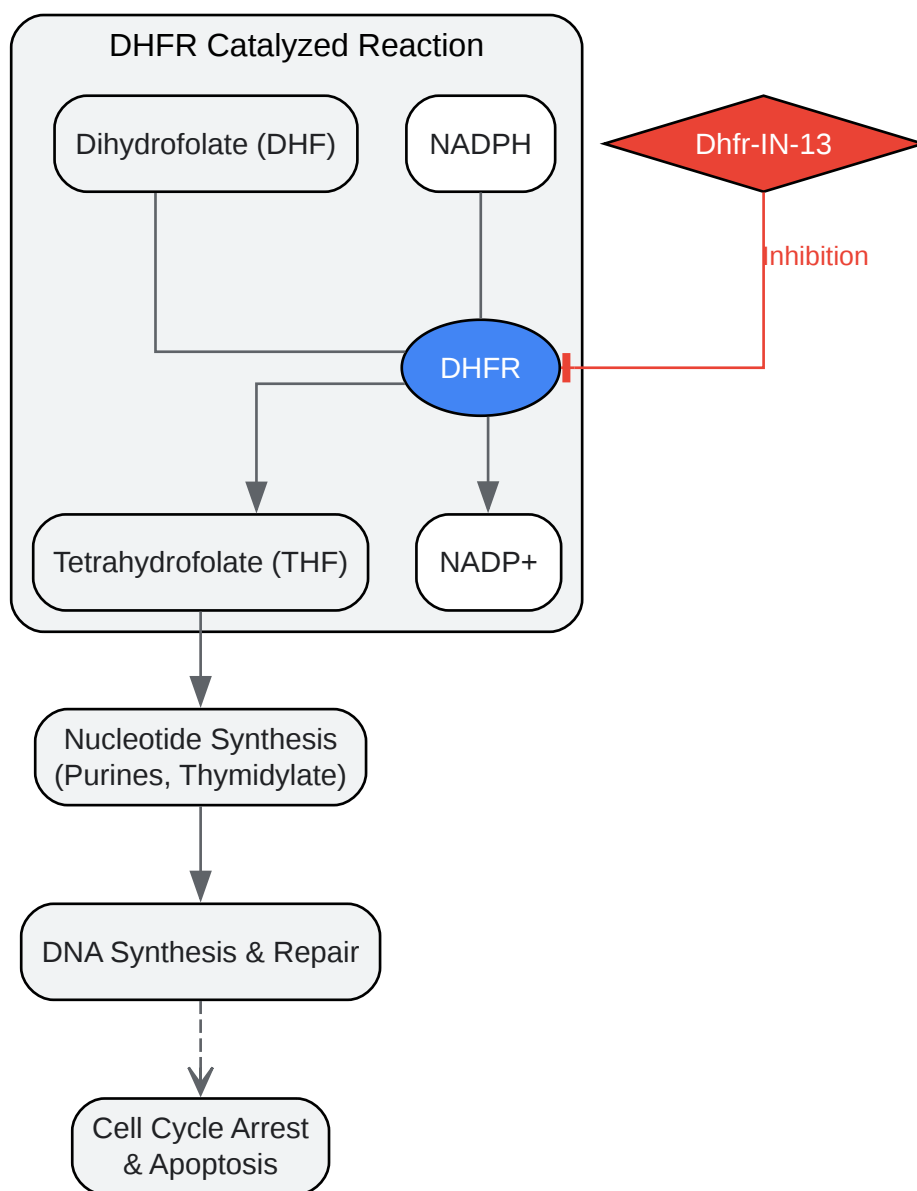 DHFR Catalyzed Reaction
Dihydrofolate (DHF)
NADPH
Dhfr-IN-13
Inhibition
DHFR
Tetrahydrofolate (THF)
NADP+
Nucleotide Synthesis
(Purines, Thymidylate)
DNA Synthesis & Repair
Cell Cycle Arrest
& Apoptosis